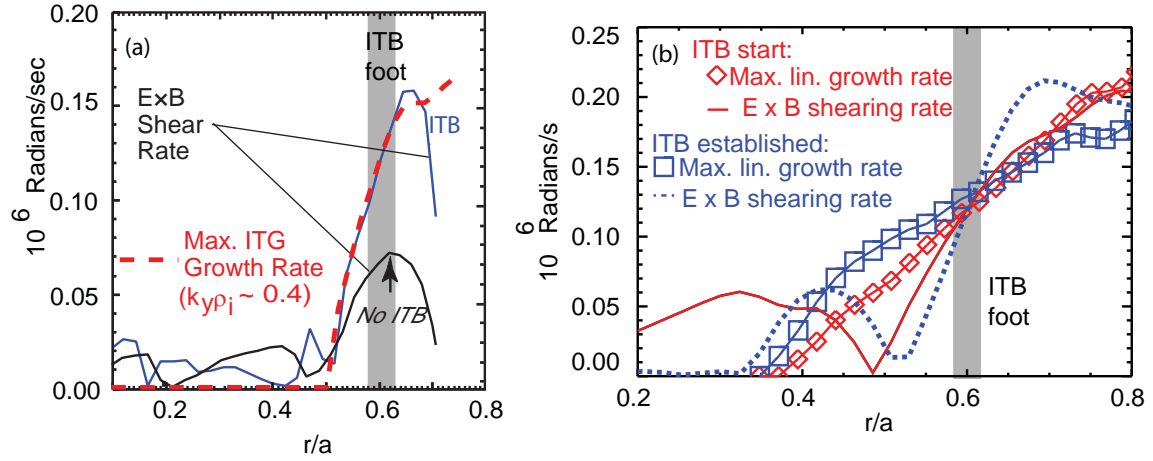 (a)
ITB
foot
E×B
Shear
Rate
ITB
Max. ITG
Growth Rate
(kyρi ~ 0.4)
No ITB
0.20
0.15
0.10
0.05
0.00
10 6 Radians/sec
0.2 0.4 0.6 0.8
r/a
(b)
ITB start:
Max. lin. growth rate
E x B shearing rate
ITB established:
Max. lin. growth rate
E x B shearing rate
ITB
foot
0.25
0.20
0.15
0.10
0.05
0.00
10 6 Radians/s
0.2 0.4 0.6 0.8
r/a